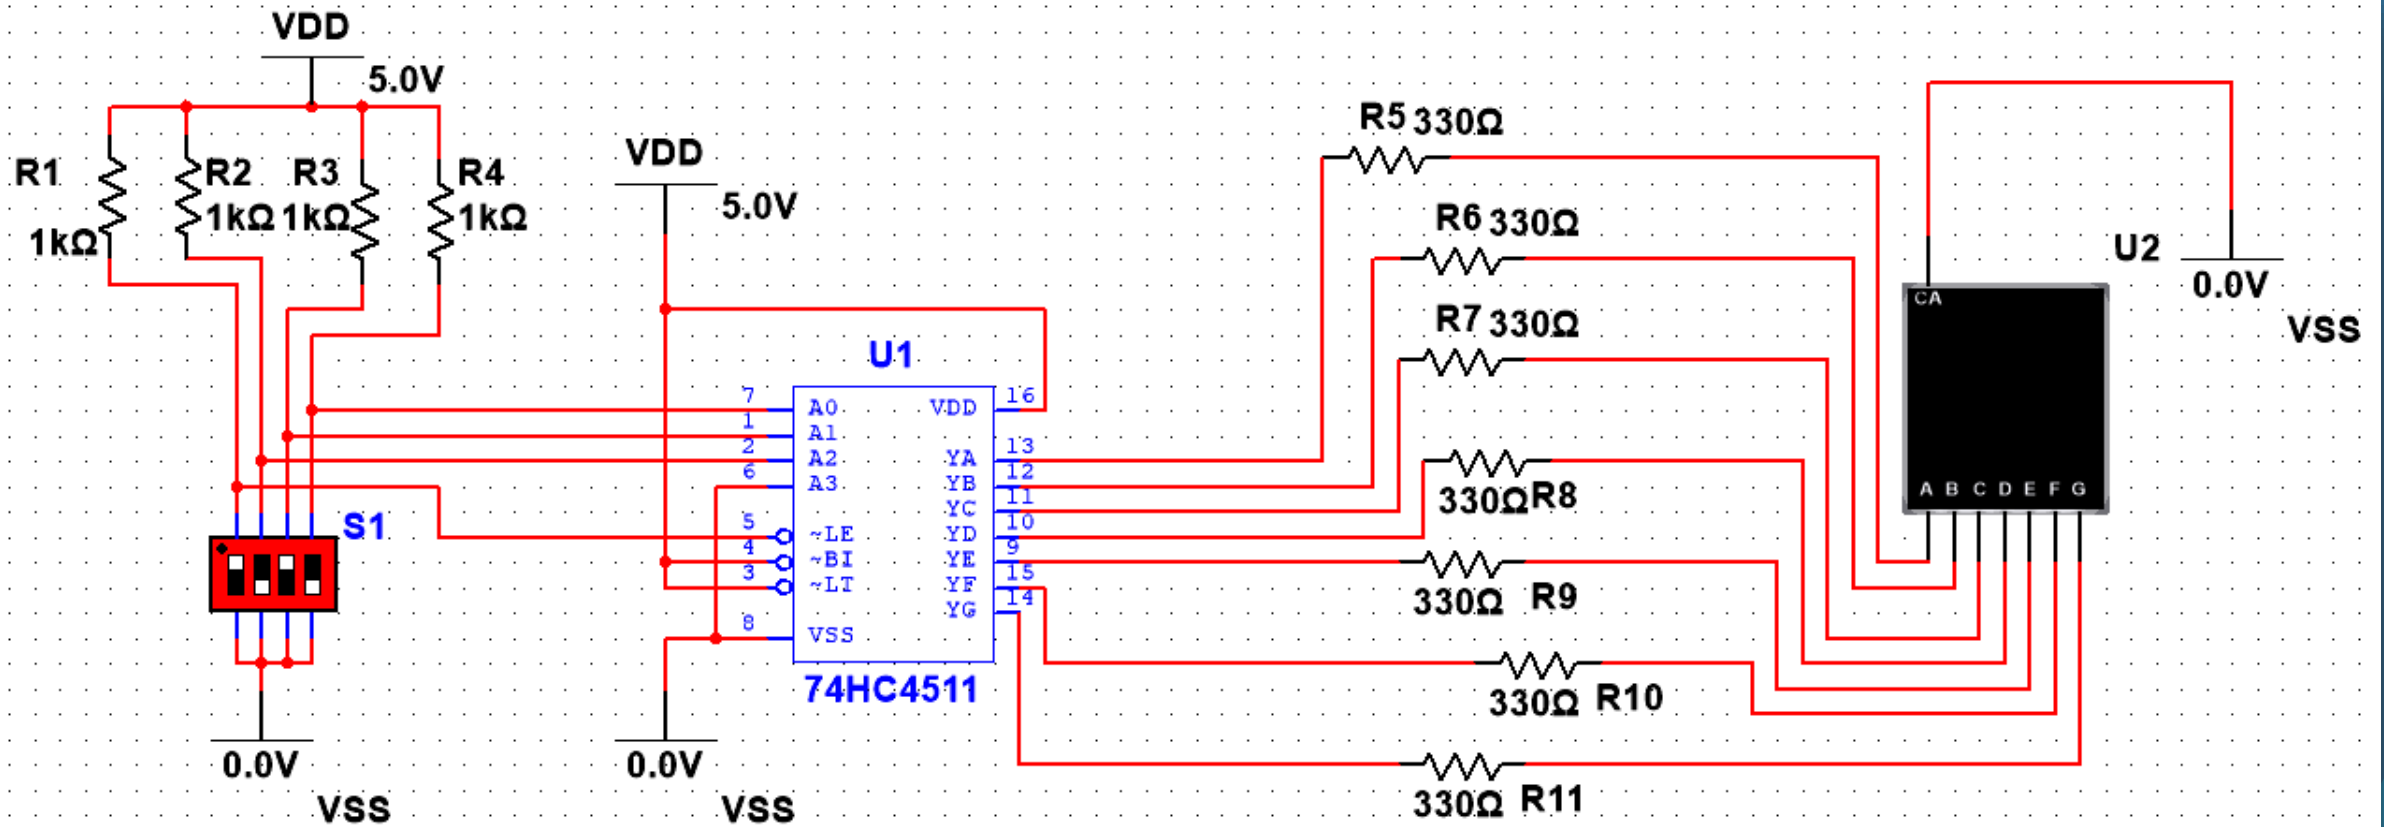 VDD
5.0V
R1
1kΩ
R2
1kΩ
R3
1kΩ
R4
1kΩ
S1
0.0V
VSS
VDD
5.0V
U1
7 A0
1 A1
2 A2
6 A3
5 ~LE
4 ~BI
3 ~LT
8 VSS
VDD 16
YA 13
YB 12
YC 11
YD 10
YE 9
YF 15
YG 14
74HC4511
0.0V
VSS
R5 330Ω
R6 330Ω
R7 330Ω
330Ω R8
330Ω R9
330Ω R10
330Ω R11
U2
CA
A B C D E F G
0.0V
VSS